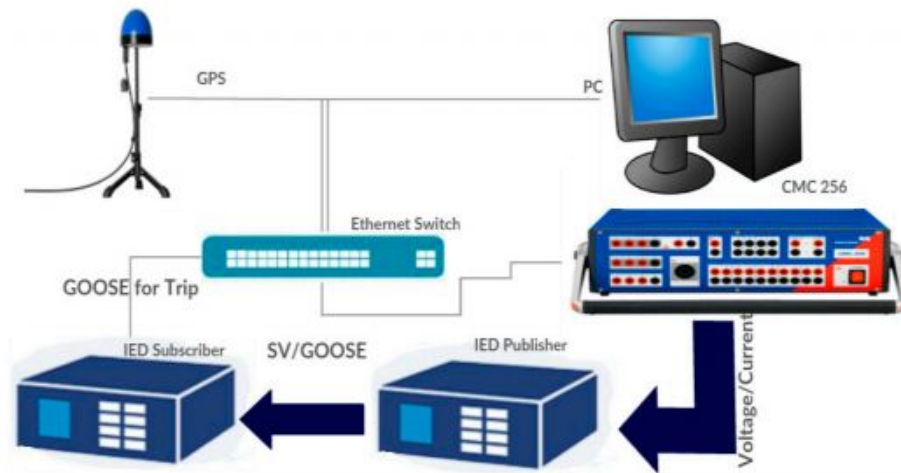 GPS
PC
CMC 256
Ethernet Switch
GOOSE for Trip
IED Subscriber
SV/GOOSE
IED Publisher
Voltage/Current